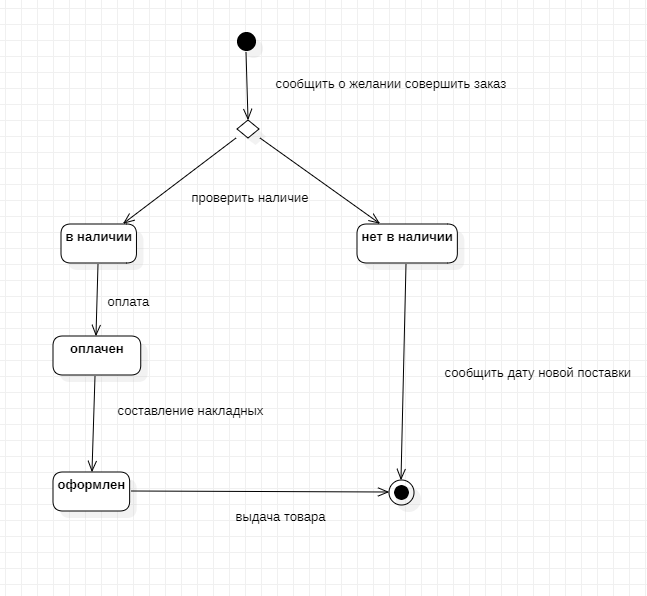 сообщить о желании совершить заказ
проверить наличие
в наличии
нет в наличии
оплата
оплачен
сообщить дату новой поставки
составление накладных
оформлен
выдача товара